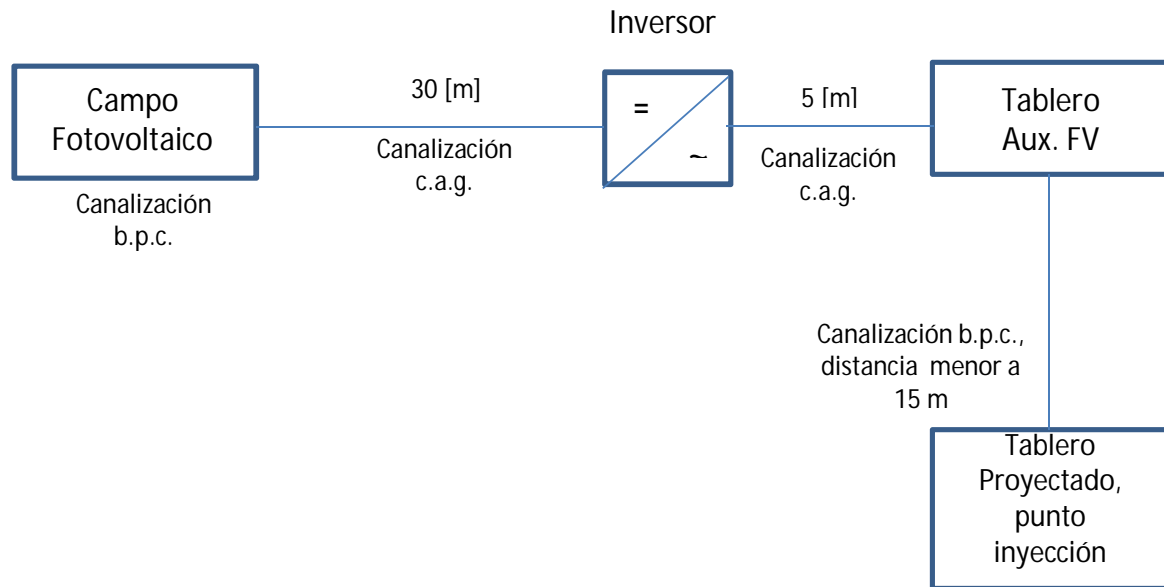 Inversor
Campo
Fotovoltaico
30 [m]
=
~
5 [m]
Tablero
Aux. FV
Canalización
c.a.g.
Canalización
c.a.g.
Canalización
b.p.c.
Canalización b.p.c.,
distancia menor a
15 m
Tablero
Proyectado,
punto
inyección